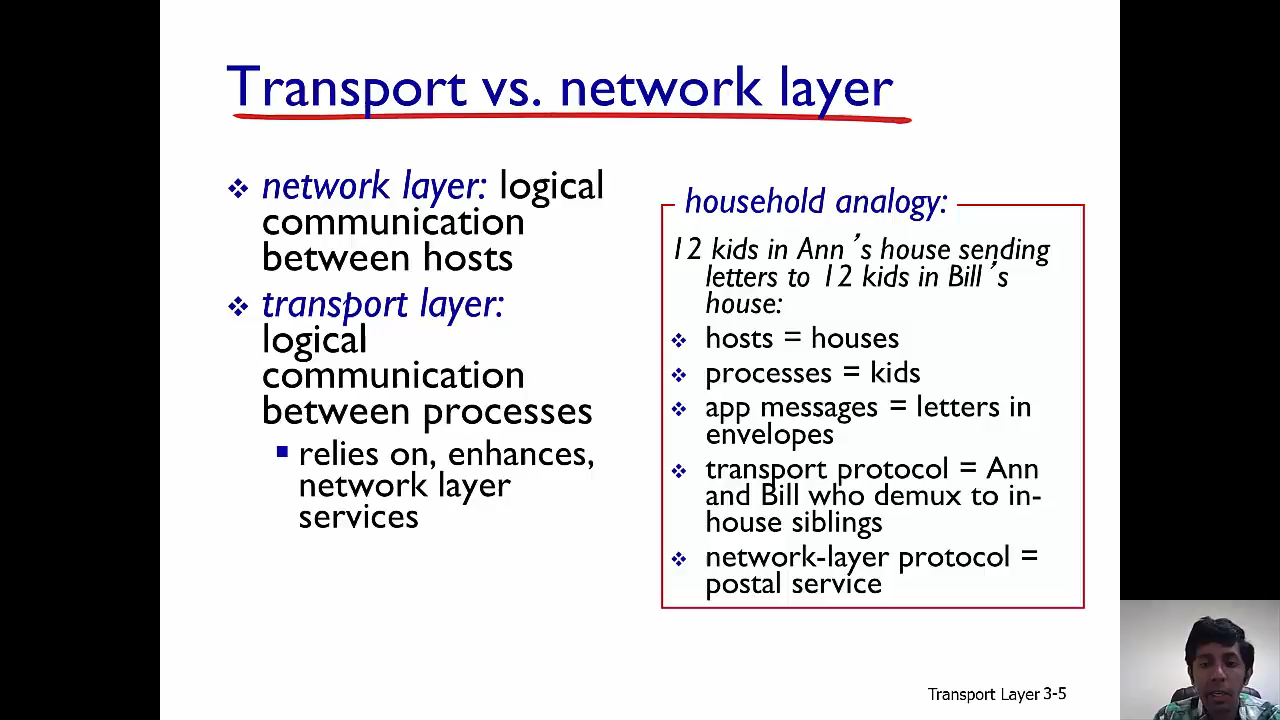 Transport vs. network layer
❖ network layer: logical
communication
between hosts
❖ transport layer:
logical
communication
between processes
▪ relies on, enhances,
network layer
services
household analogy:
12 kids in Ann ’s house sending
letters to 12 kids in Bill ’s
house:
❖ hosts = houses
❖ processes = kids
❖ app messages = letters in
envelopes
❖ transport protocol = Ann
and Bill who demux to in-
house siblings
❖ network-layer protocol =
postal service
Transport Layer 3-5